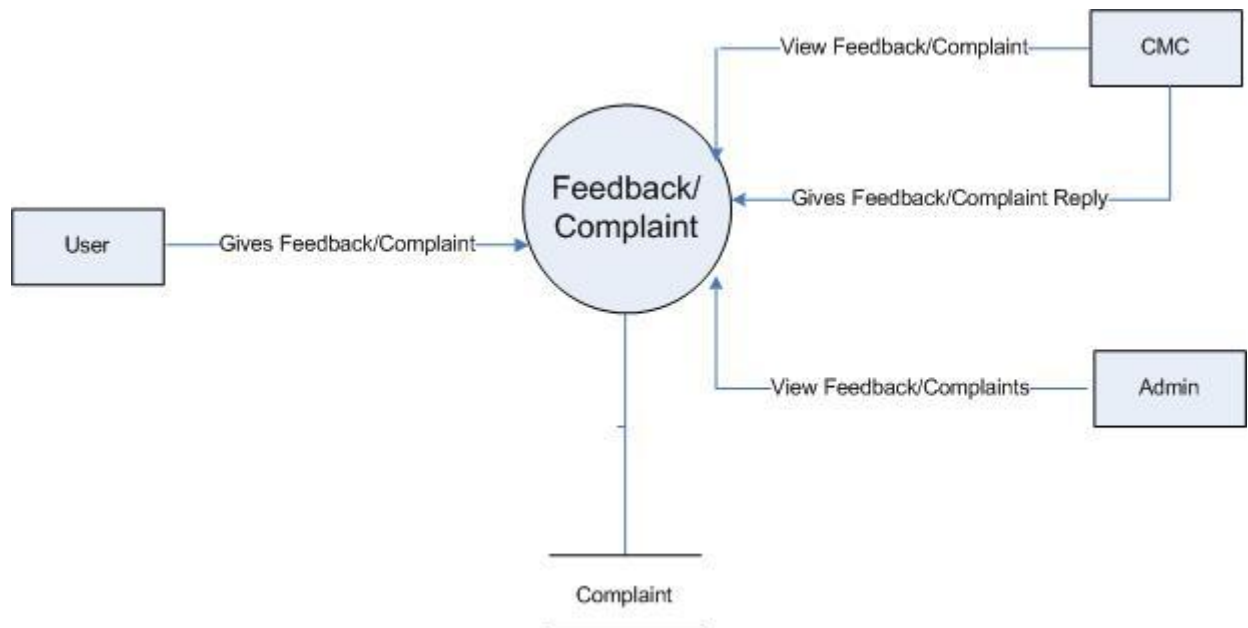 View Feedback/Complaint
CMC
Feedback/
Complaint
Gives Feedback/Complaint Reply
User
Gives Feedback/Complaint
View Feedback/Complaints
Admin
Complaint